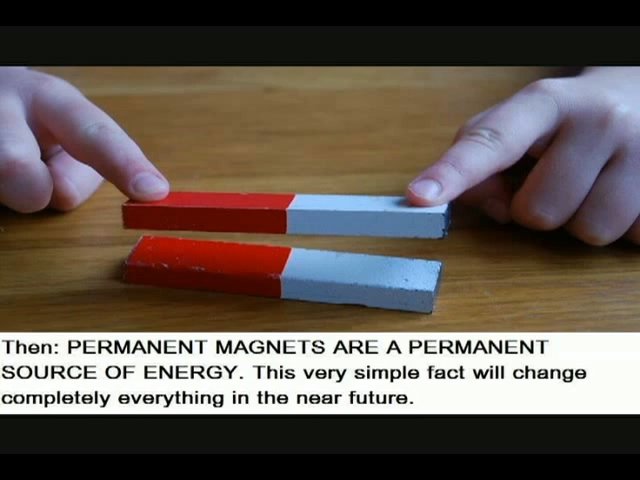 Then: PERMANENT MAGNETS ARE A PERMANENT
SOURCE OF ENERGY. This very simple fact will change
completely everything in the near future.